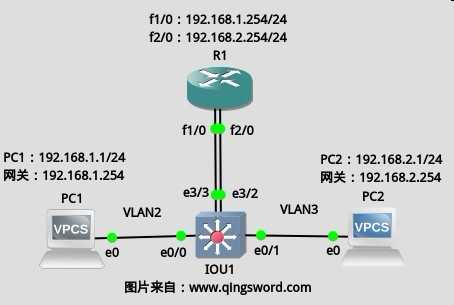 f1/0：192.168.1.254/24
f2/0：192.168.2.254/24
R1
f1/0
f2/0
PC1：192.168.1.1/24
网关：192.168.1.254
PC2：192.168.2.1/24
网关：192.168.2.254
e3/3
e3/2
PC1
PC2
VLAN2
VLAN3
VPCS
VPCS
e0
e0/0
e0/1
e0
IOU1
图片来自：www.qingsword.com